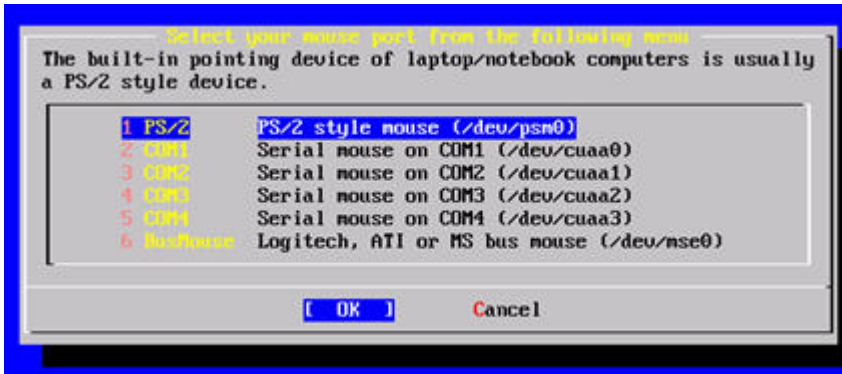 Select your mouse port from the following menu
The built-in pointing device of laptop/notebook computers is usually
a PS/2 style device.
1 PS/2 PS/2 style mouse (/dev/psm0)
2 COM1 Serial mouse on COM1 (/dev/cuaa0)
3 COM2 Serial mouse on COM2 (/dev/cuaa1)
4 COM3 Serial mouse on COM3 (/dev/cuaa2)
5 COM4 Serial mouse on COM4 (/dev/cuaa3)
6 BusMouse Logitech, ATI or MS bus mouse (/dev/mse0)
[ OK ] Cancel